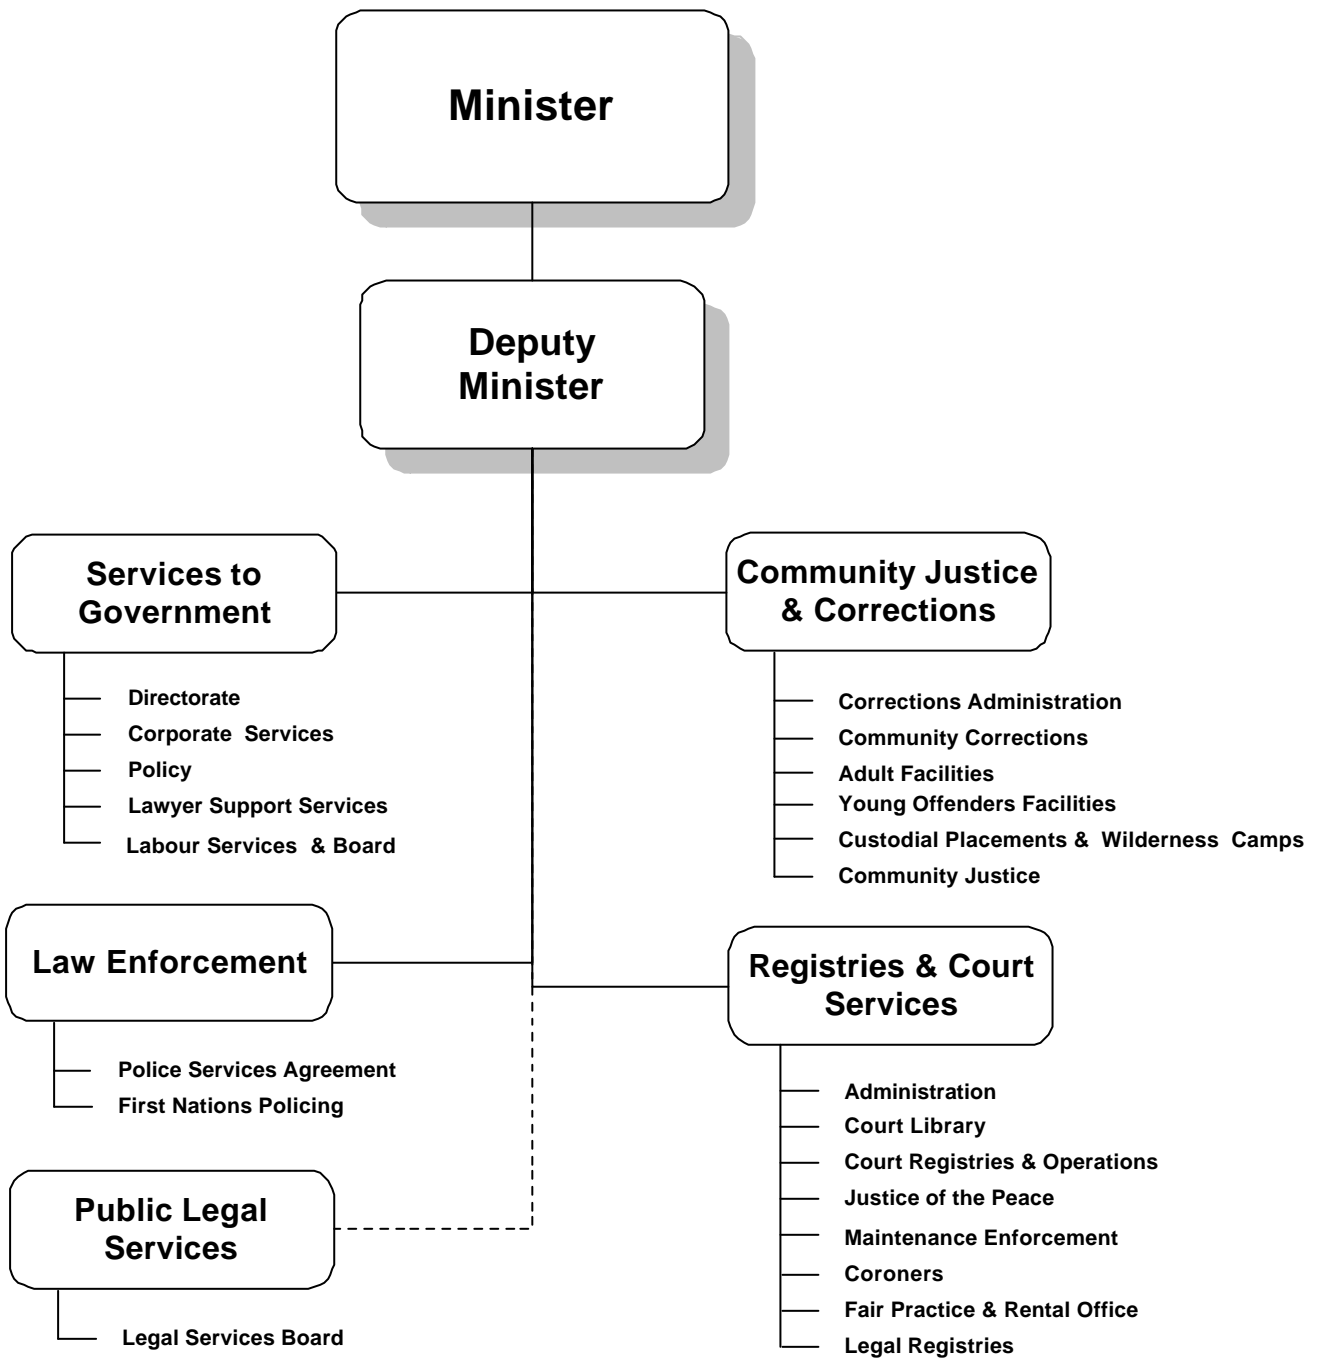 Minister
Deputy
Minister
Services to
Government
Directorate
Corporate Services
Policy
Lawyer Support Services
Labour Services & Board
Community Justice
& Corrections
Corrections Administration
Community Corrections
Adult Facilities
Young Offenders Facilities
Custodial Placements & Wilderness Camps
Community Justice
Law Enforcement
Police Services Agreement
First Nations Policing
Registries & Court
Services
Administration
Court Library
Court Registries & Operations
Justice of the Peace
Maintenance Enforcement
Coroners
Fair Practice & Rental Office
Legal Registries
Public Legal
Services
Legal Services Board